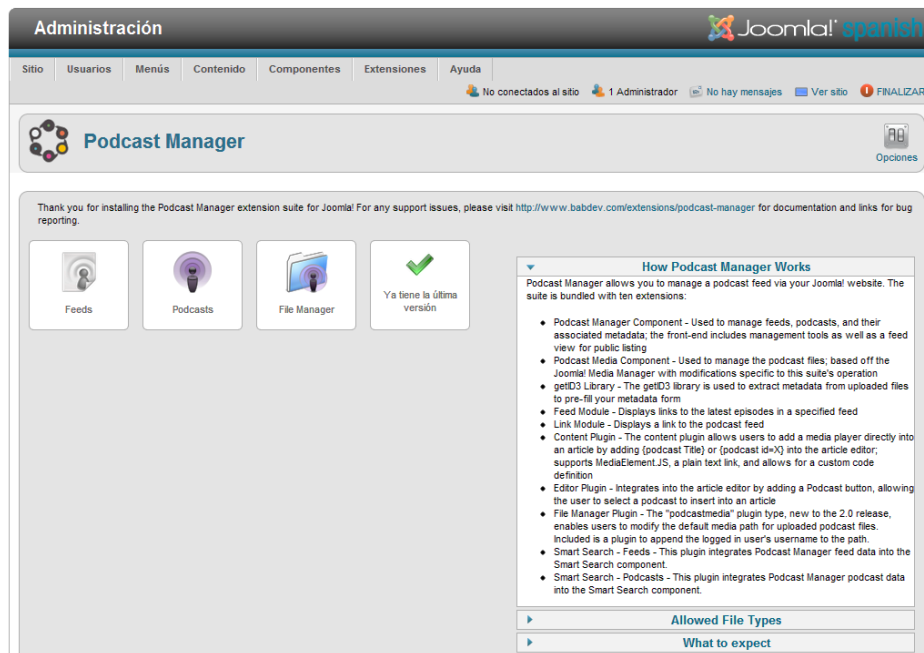 Administración
Joomla! spanish
Sitio Usuarios Menús Contenido Componentes Extensiones Ayuda
No conectados al sitio 1 Administrador No hay mensajes Ver sitio FINALIZAR
Podcast Manager
Opciones
Thank you for installing the Podcast Manager extension suite for Joomla! For any support issues, please visit http://www.babdev.com/extensions/podcast-manager for documentation and links for bug
reporting.
Feeds
Podcasts
File Manager
Ya tiene la última
versión
How Podcast Manager Works
Podcast Manager allows you to manage a podcast feed via your Joomla! website. The
suite is bundled with ten extensions:
Podcast Manager Component - Used to manage feeds, podcasts, and their
associated metadata; the front-end includes management tools as well as a feed
view for public listing
Podcast Media Component - Used to manage the podcast files; based off the
Joomla! Media Manager with modifications specific to this suite's operation
getID3 Library - The getID3 library is used to extract metadata from uploaded files
to pre-fill your metadata form
Feed Module - Displays links to the latest episodes in a specified feed
Link Module - Displays a link to the podcast feed
Content Plugin - The content plugin allows users to add a media player directly into
an article by adding {podcast Title} or {podcast id=X} into the article editor;
supports MediaElement.JS, a plain text link, and allows for a custom code
definition
Editor Plugin - Integrates into the article editor by adding a Podcast button, allowing
the user to select a podcast to insert into an article
File Manager Plugin - The "podcastmedia" plugin type, new to the 2.0 release,
enables users to modify the default media path for uploaded podcast files.
Included is a plugin to append the logged in user's username to the path.
Smart Search - Feeds - This plugin integrates Podcast Manager feed data into the
Smart Search component.
Smart Search - Podcasts - This plugin integrates Podcast Manager podcast data
into the Smart Search component.
Allowed File Types
What to expect